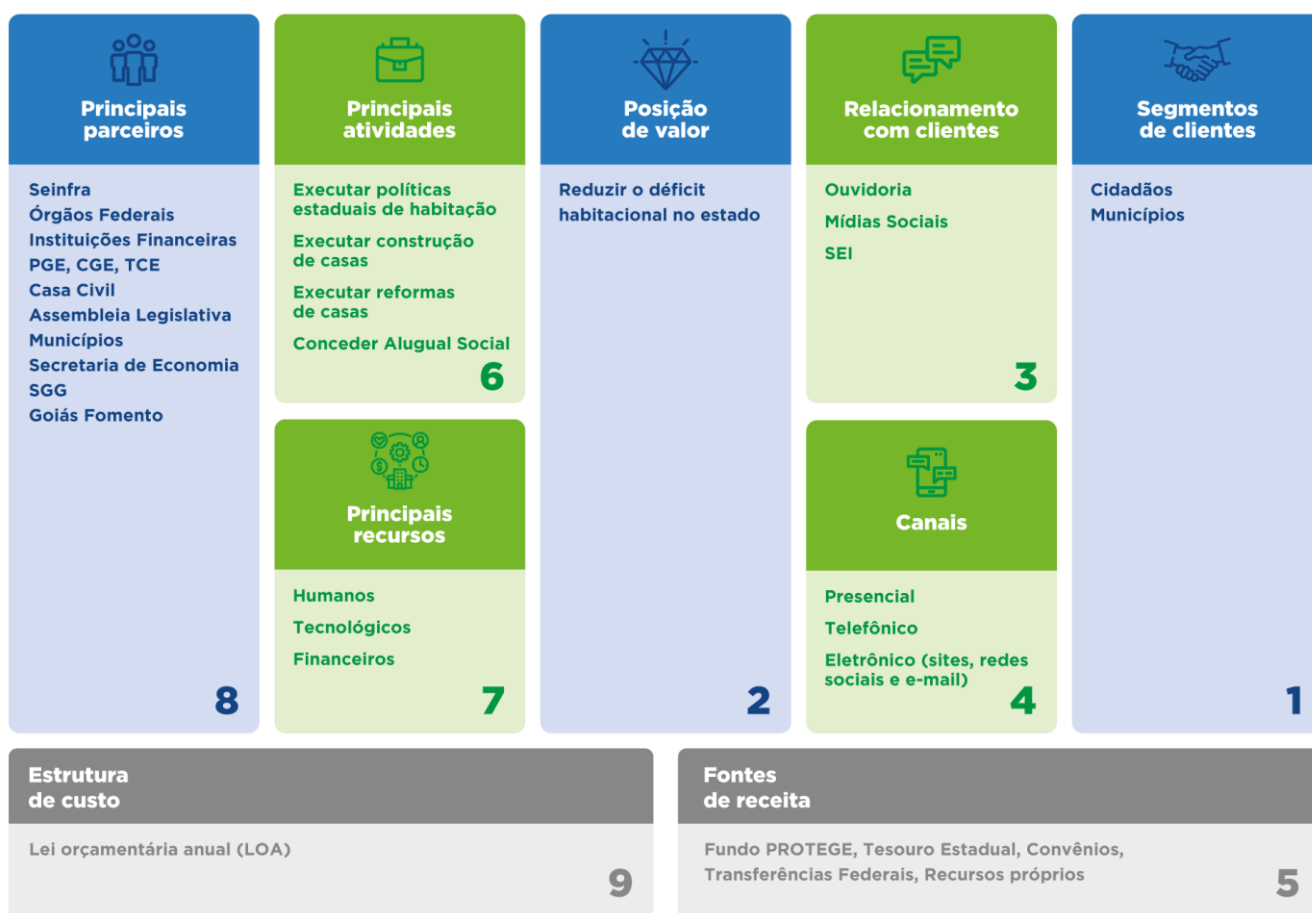 Principais
parceiros
Seinfra
Órgãos Federais
Instituições Financeiras
PGE, CGE, TCE
Casa Civil
Assembleia Legislativa
Municípios
Secretaria de Economia
SGG
Goiás Fomento
8
Principais
atividades
Executar políticas
estaduais de habitação
Executar construção
de casas
Executar reformas
de casas
Conceder Alugual Social
6
Principais
recursos
Humanos
Tecnológicos
Financeiros
7
Posição
de valor
Reduzir o déficit
habitacional no estado
2
Relacionamento
com clientes
Ouvidoria
Mídias Sociais
SEI
3
Canais
Presencial
Telefônico
Eletrônico (sites, redes
sociais e e-mail)
4
Segmentos
de clientes
Cidadãos
Municípios
1
Estrutura
de custo
Lei orçamentária anual (LOA)
9
Fontes
de receita
Fundo PROTEGE, Tesouro Estadual, Convênios,
Transferências Federais, Recursos próprios
5